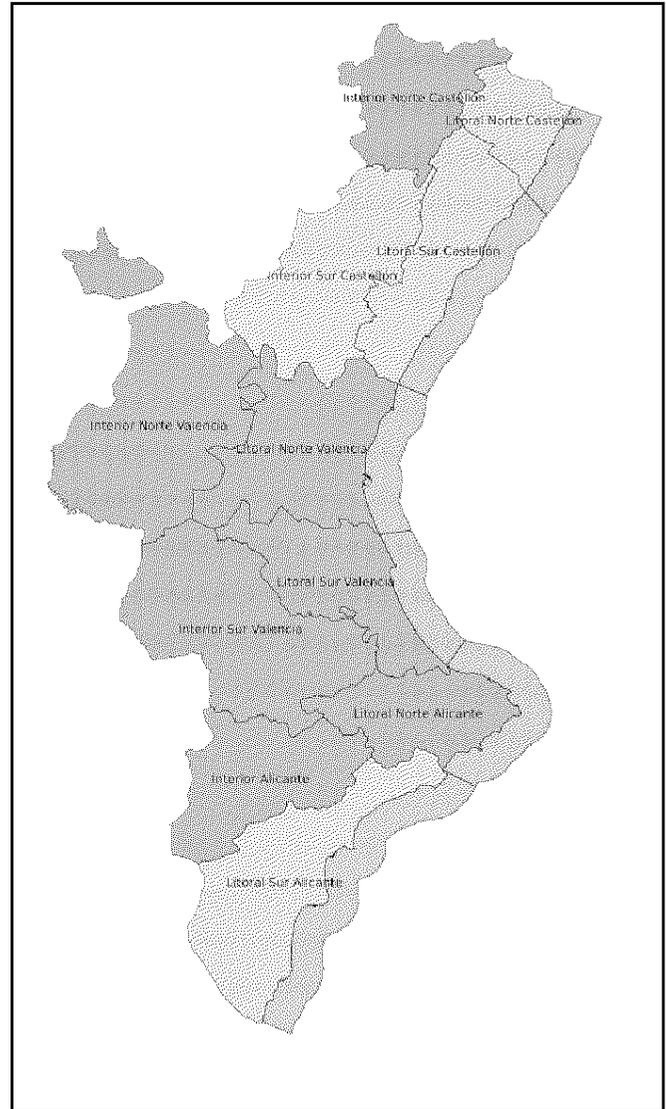 Interior Norte Castellón
Litoral Norte Castellón
Litoral Sur Castellón
Interior Sur Castellón
Interior Norte Valencia
Litoral Norte Valencia
Litoral Sur Valencia
Interior Sur Valencia
Litoral Norte Alicante
Interior Alicante
Litoral Sur Alicante